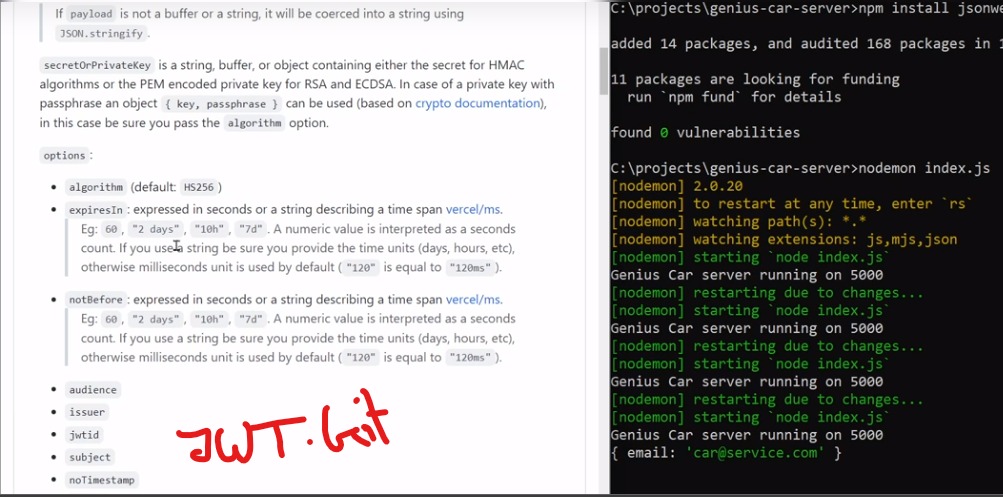 If payload is not a buffer or a string, it will be coerced into a string using
JSON.stringify.
secretOrPrivateKey is a string, buffer, or object containing either the secret for HMAC
algorithms or the PEM encoded private key for RSA and ECDSA. In case of a private key with
passphrase an object { key, passphrase } can be used (based on crypto documentation),
in this case be sure you pass the algorithm option.
options:
• algorithm (default: HS256)
• expiresIn: expressed in seconds or a string describing a time span vercel/ms.
Eg: 60, "2 days", "10h", "7d". A numeric value is interpreted as a seconds
count. If you use a string be sure you provide the time units (days, hours, etc),
otherwise milliseconds unit is used by default ("120" is equal to "120ms").
• notBefore: expressed in seconds or a string describing a time span vercel/ms.
Eg: 60, "2 days", "10h", "7d". A numeric value is interpreted as a seconds
count. If you use a string be sure you provide the time units (days, hours, etc),
otherwise milliseconds unit is used by default ("120" is equal to "120ms").
• audience
• issuer
• jwtid
• subject
• noTimestamp
JWT.
C:\projects\genius-car-server>npm install jsonwe
added 14 packages, and audited 168 packages in 1
11 packages are looking for funding
run `npm fund` for details
found 0 vulnerabilities
C:\projects\genius-car-server>nodemon index.js
[nodemon] 2.0.20
[nodemon] to restart at any time, enter `rs`
[nodemon] watching path(s): *.*
[nodemon] watching extensions: js,mjs,json
[nodemon] starting `node index.js`
Genius Car server running on 5000
[nodemon] restarting due to changes...
[nodemon] starting `node index.js`
Genius Car server running on 5000
[nodemon] restarting due to changes...
[nodemon] starting `node index.js`
Genius Car server running on 5000
[nodemon] restarting due to changes...
[nodemon] starting `node index.js`
Genius Car server running on 5000
{ email: 'car@service.com' }